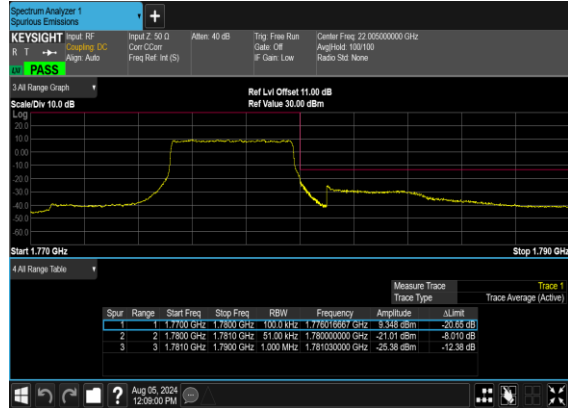 Spectrum Analyzer 1
Spurious Emissions
+
KEYSIGHT Input: RF Input Z: 50 Ω Atten: 40 dB Trig: Free Run Center Freq: 22.005000000 GHz
R T Coupling: DC Corr CCorr Gate: Off Avg|Hold: 100/100
Align: Auto Freq Ref: Int (S) IF Gain: Low Radio Std: None
PASS
3 All Range Graph
Ref Lvl Offset 11.00 dB
Scale/Div 10.0 dB Ref Value 30.00 dBm
Log
20.0
10.0
0.00
-10.0
-20.0
-30.0
-40.0
-50.0
-60.0
Start 1.770 GHz Stop 1.790 GHz
4 All Range Table
Measure Trace Trace 1
Trace Type Trace Average (Active)
Spur Range Start Freq Stop Freq RBW Frequency Amplitude ΔLimit
1 1 1.7700 GHz 1.7800 GHz 100.0 kHz 1.776016667 GHz 9.348 dBm -20.65 dB
2 2 1.7800 GHz 1.7810 GHz 51.00 kHz 1.780000000 GHz -21.01 dBm -8.010 dB
3 3 1.7810 GHz 1.7900 GHz 1.000 MHz 1.781030000 GHz -25.38 dBm -12.38 dB
?
Aug 05, 2024
12:09:00 PM